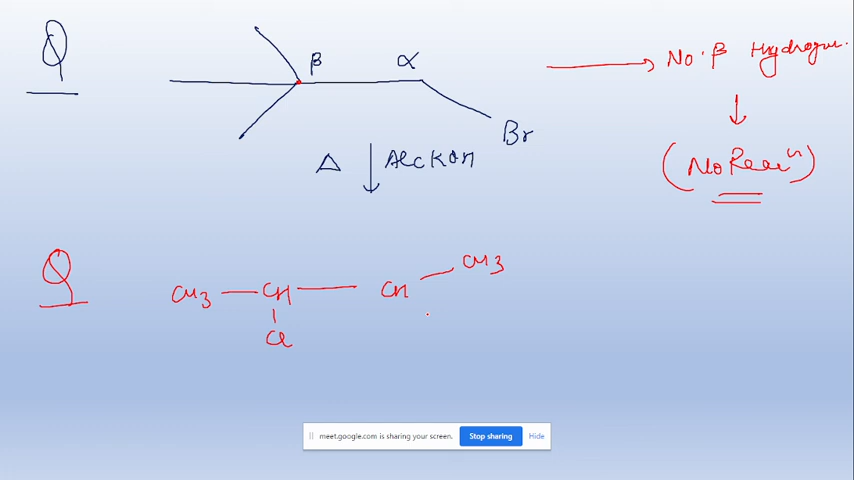 Q
β α
Br
Δ Alc KOH
No β Hydrogen.
(No Reacⁿ)
Q
CH3 — CH — CH — CH3
Cl
meet.google.com is sharing your screen. Stop sharing Hide